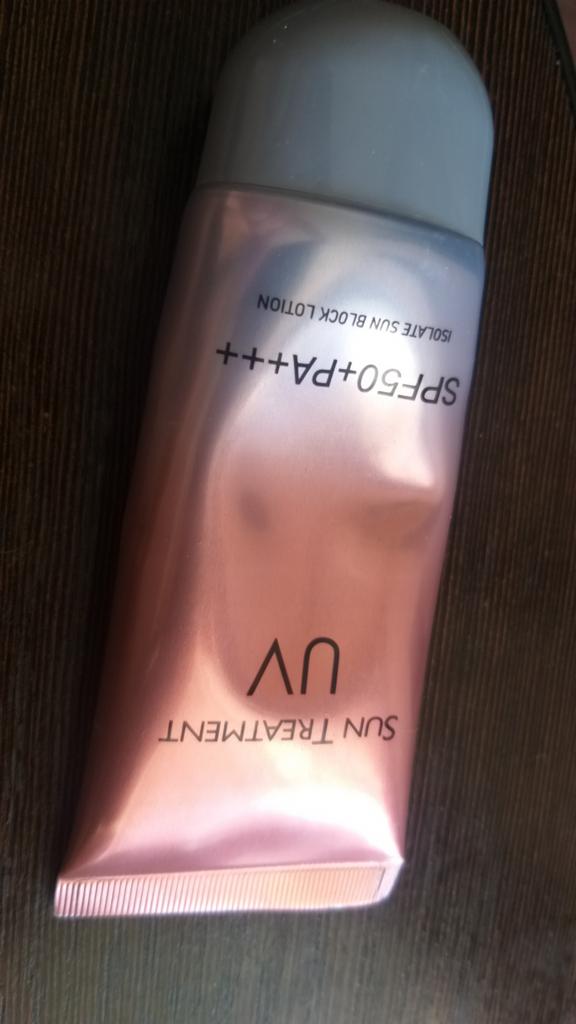 SUN TREATMENT
UV
SPF50+PA+++
ISOLATE SUN BLOCK LOTION